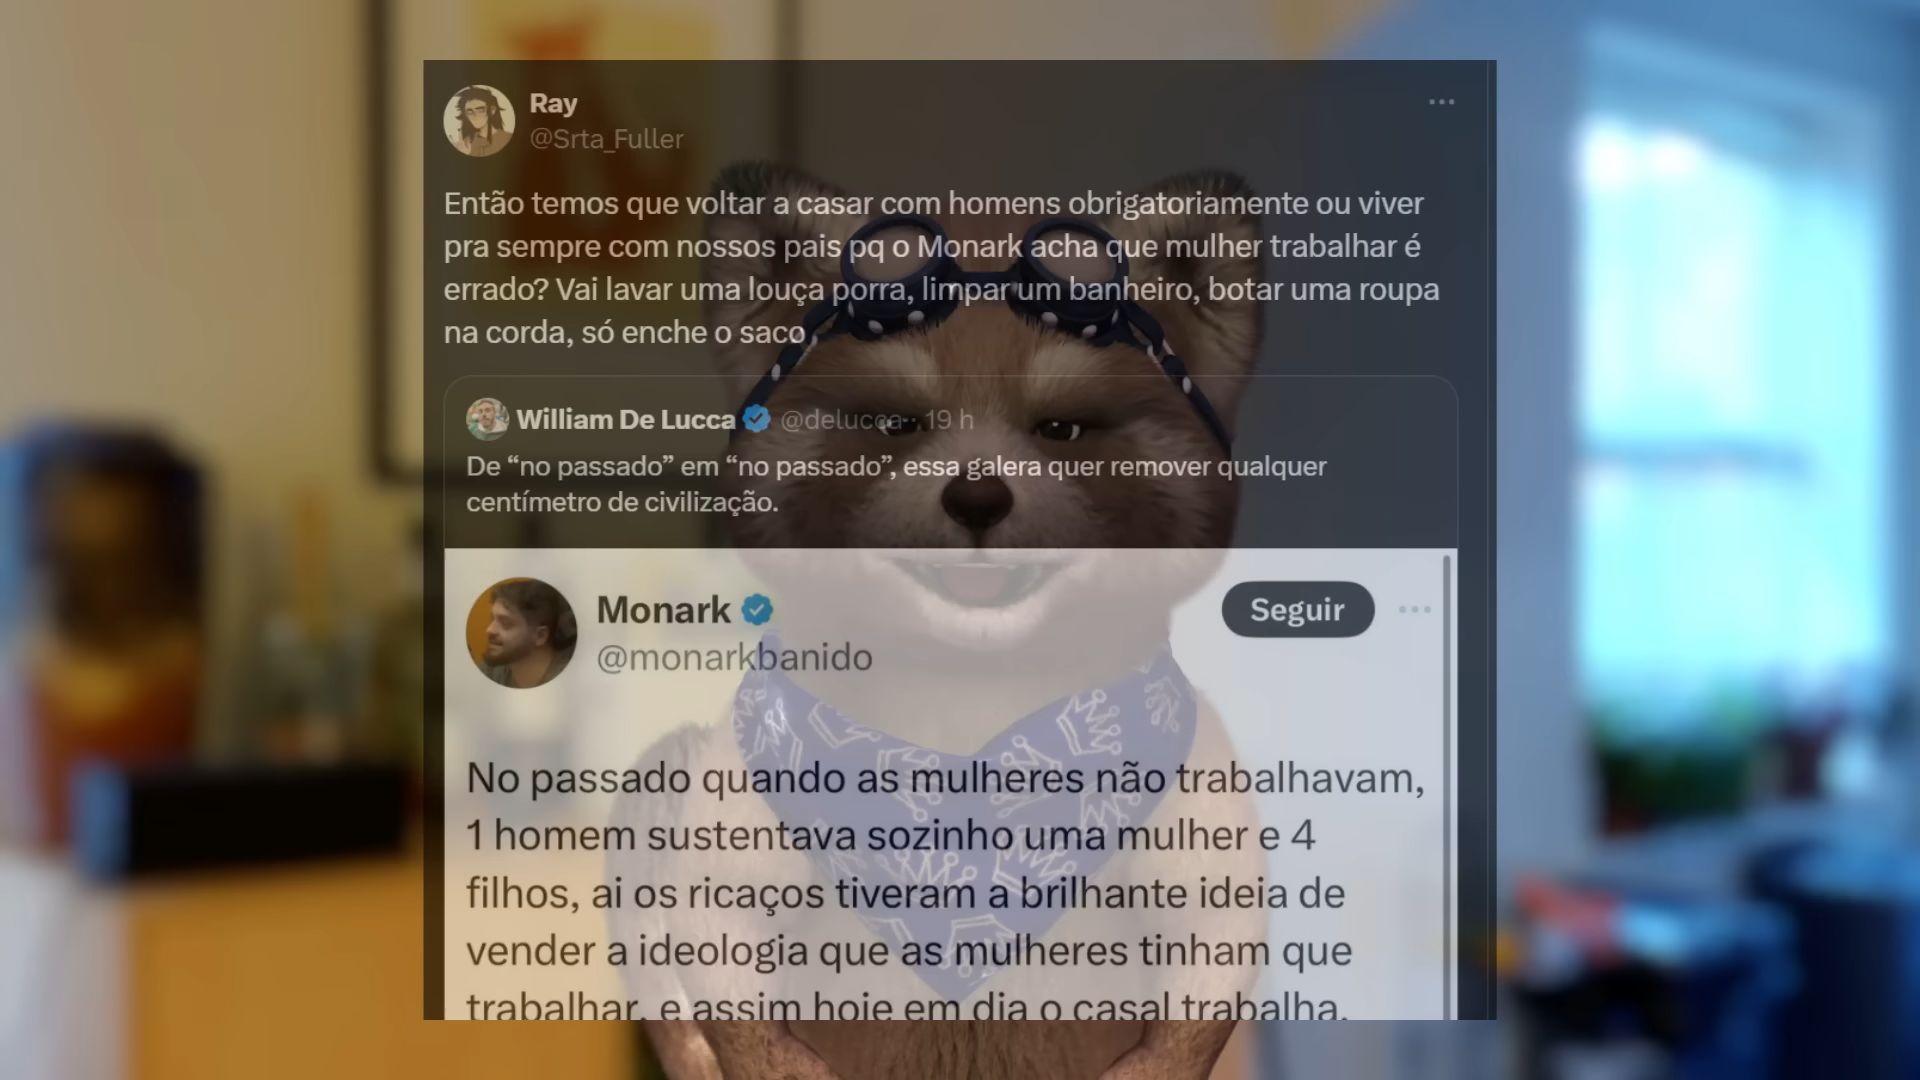 Ray
@Srta_Fuller
Então temos que voltar a casar com homens obrigatoriamente ou viver
pra sempre com nossos pais pq o Monark acha que mulher trabalhar é
errado? Vai lavar uma louça porra, limpar um banheiro, botar uma roupa
na corda, só enche o saco
William De Lucca @delucca · 19 h
De “no passado” em “no passado”, essa galera quer remover qualquer
centímetro de civilização.
Monark
Seguir
@monarkbanido
No passado quando as mulheres não trabalhavam,
1 homem sustentava sozinho uma mulher e 4
filhos, ai os ricaços tiveram a brilhante ideia de
vender a ideologia que as mulheres tinham que
trabalhar, e assim hoje em dia o casal trabalha,